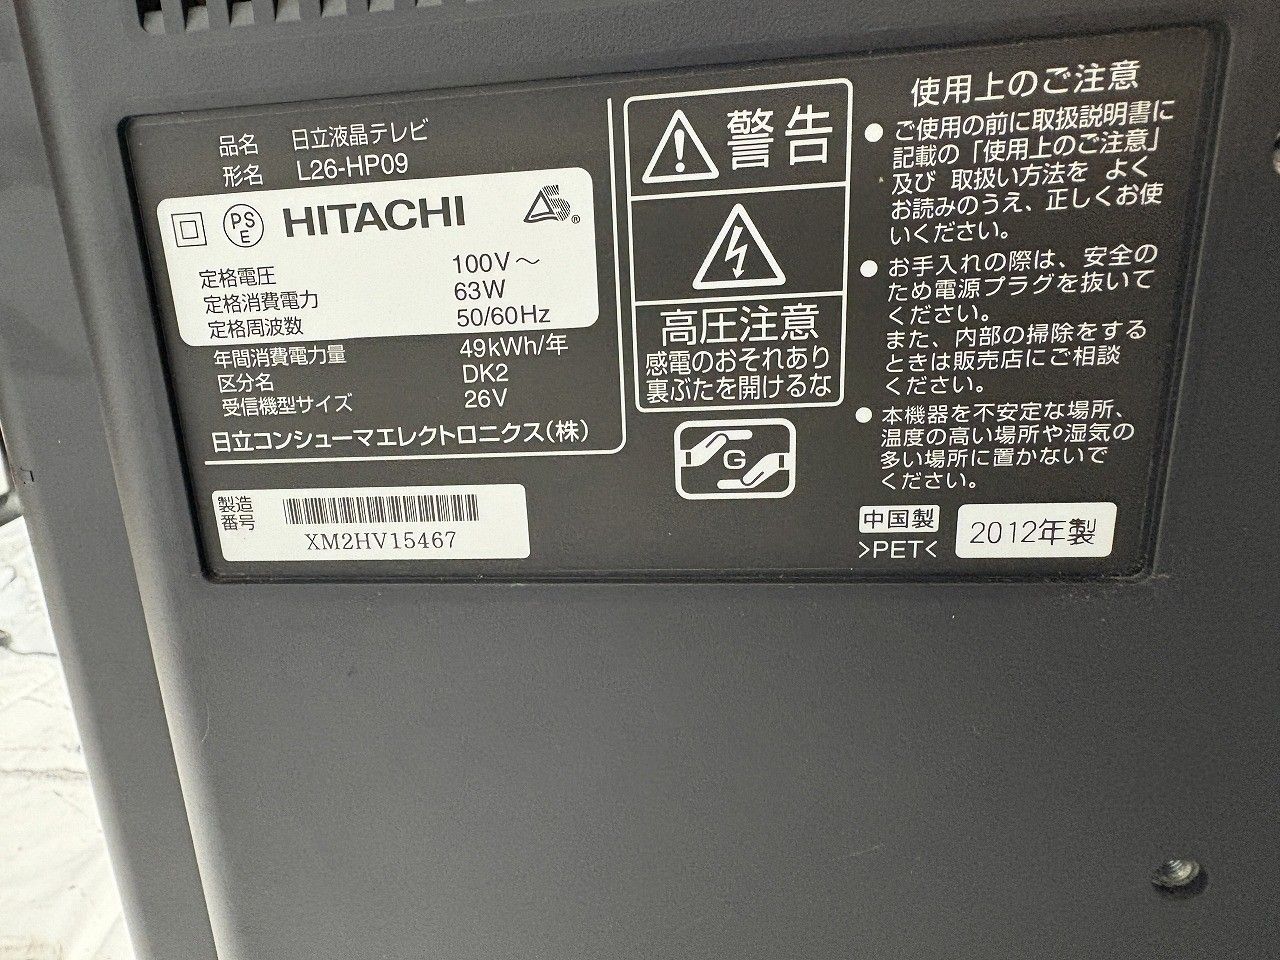 品名 日立液晶テレビ
形名 L26-HP09
PS
E
HITACHI
S
®
定格電圧 100V～
定格消費電力 63W
定格周波数 50/60Hz
年間消費電力量 49kWh/年
区分名 DK2
受信機型サイズ 26V
日立コンシューマエレクトロニクス(株)
製造
番号
XM2HV15467
警告
高圧注意
感電のおそれあり
裏ぶたを開けるな
G
使用上のご注意
● ご使用の前に取扱説明書に
記載の「使用上のご注意」
及び 取扱い方法を よく
お読みのうえ、正しくお使
いください。
● お手入れの際は、安全の
ため電源プラグを抜いて
ください。
また、内部の掃除をする
ときは販売店にご相談
ください。
● 本機器を不安定な場所、
温度の高い場所や湿気の
多い場所に置かないで
ください。
中国製
>PET<
2012年製